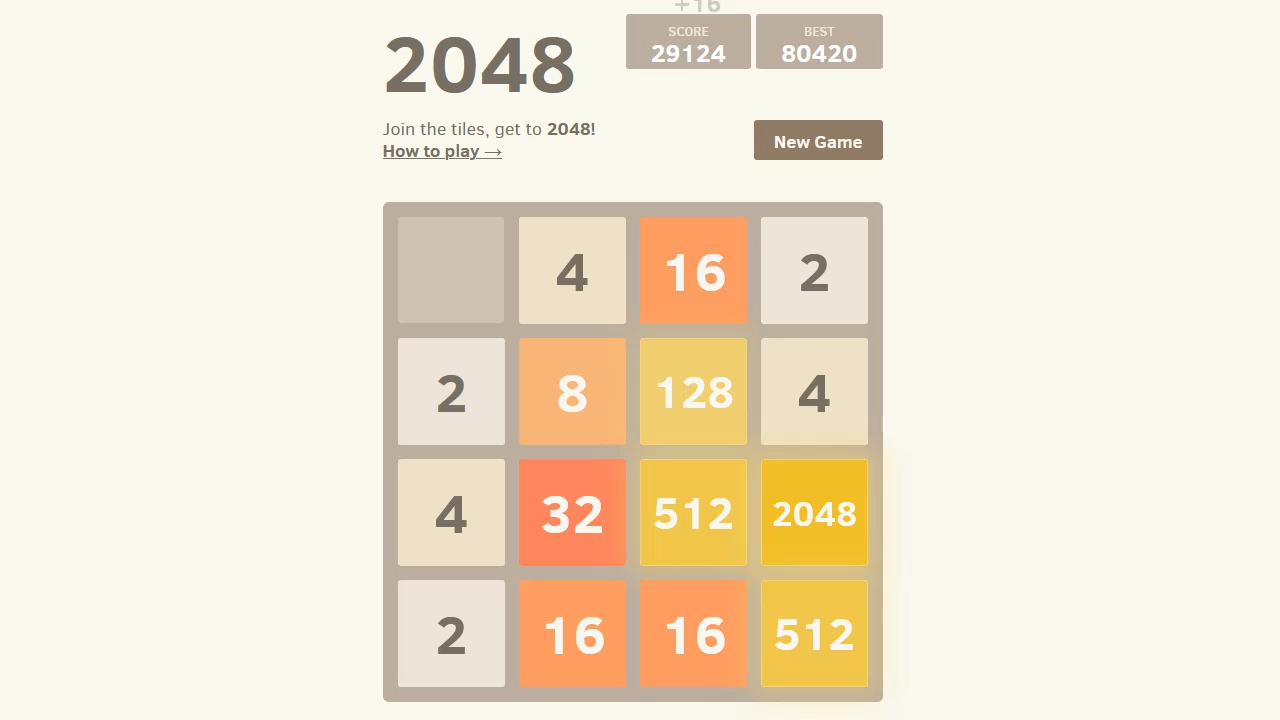 +16
2048
SCORE
29124
BEST
80420
Join the tiles, get to 2048!
How to play →
New Game
4 16 2
2 8 128 4
4 32 512 2048
2 16 16 512